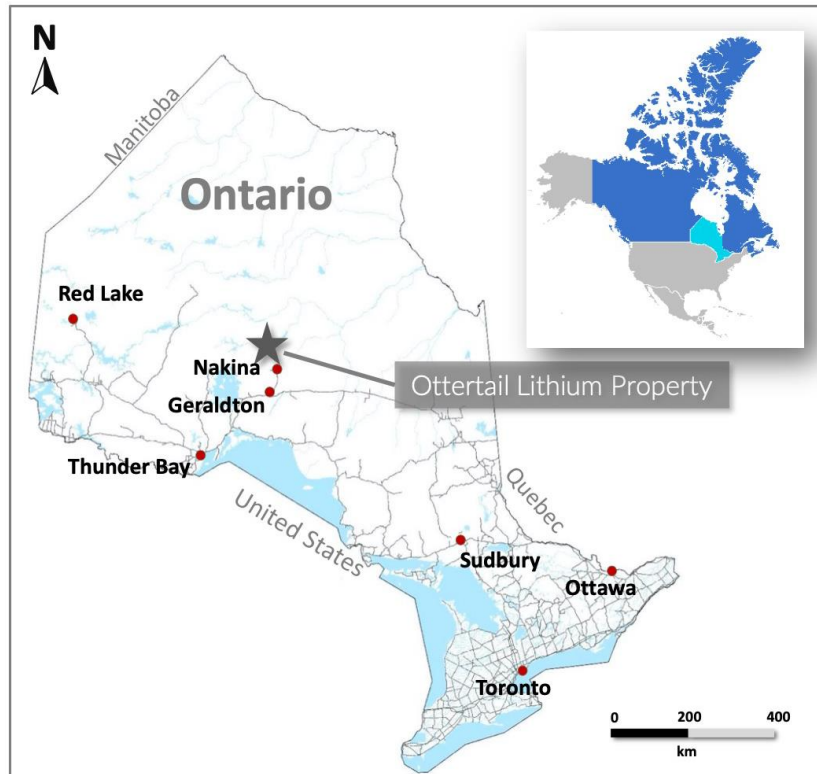 N
Manitoba
Ontario
Red Lake
Nakina
Ottertail Lithium Property
Geraldton
Thunder Bay
United States
Quebec
Sudbury
Ottawa
Toronto
0 200 400
km